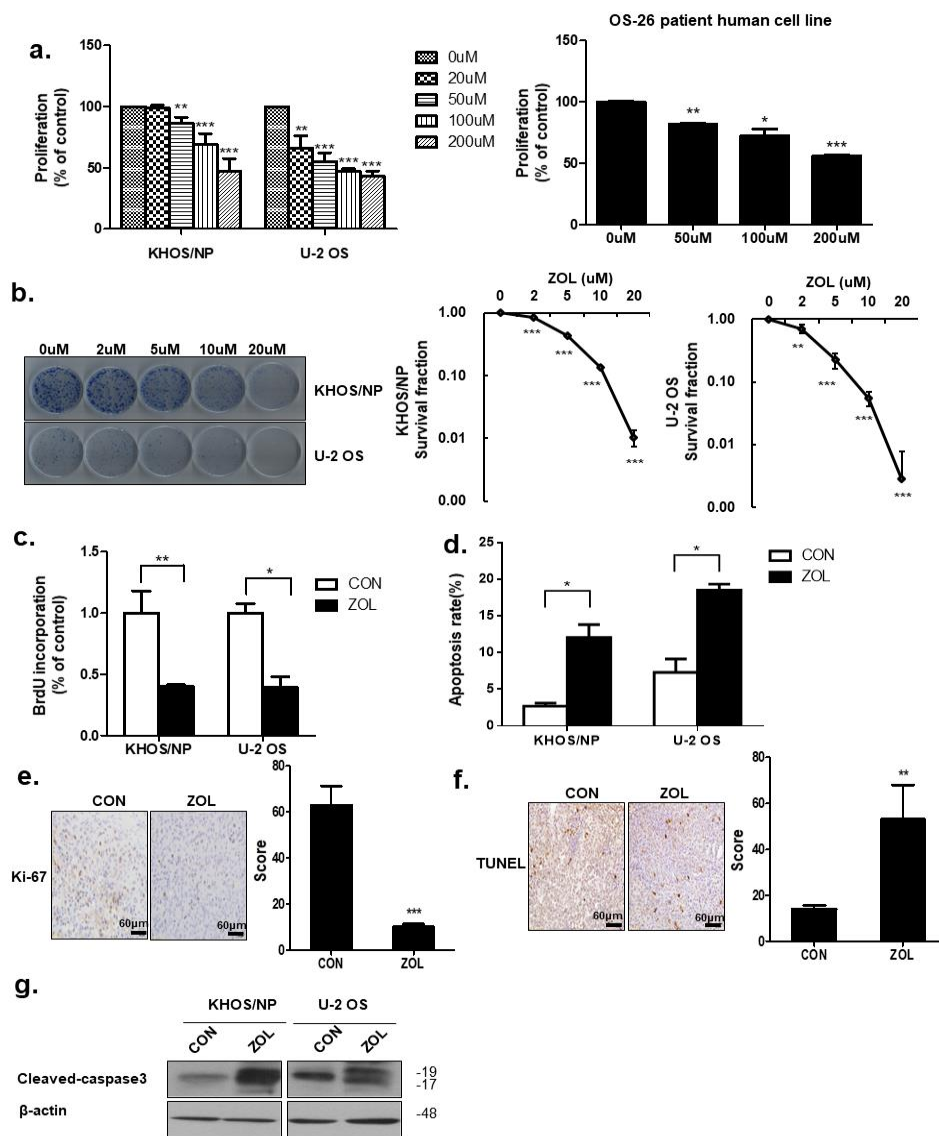 a.
150
100
50
0
Proliferation
(% of control)
** *** *** ** *** *** ***
KHOS/NP U-2 OS
0uM
20uM
50uM
100uM
200uM
OS-26 patient human cell line
150
100
50
0
Proliferation
(% of control)
** * ***
0uM 50uM 100uM 200uM
b.
0uM 2uM 5uM 10uM 20uM
KHOS/NP
U-2 OS
ZOL (uM)
0 2 5 10 20
1.00
0.10
0.01
0.00
KHOS/NP
Survival fraction
***
***
***
***
ZOL (uM)
0 2 5 10 20
1.00
0.10
0.01
0.00
U-2 OS
Survival fraction
**
***
***
***
c.
1.5
1.0
0.5
0.0
BrdU incorporation
(% of control)
** *
KHOS/NP U-2 OS
CON
ZOL
d.
25
20
15
10
5
0
Apoptosis rate(%)
* *
KHOS/NP U-2 OS
CON
ZOL
e.
CON ZOL
Ki-67
60μm 60μm
80
60
40
20
0
Score
***
CON ZOL
f.
CON ZOL
TUNEL
60μm 60μm
80
60
40
20
0
Score
**
CON ZOL
g.
KHOS/NP U-2 OS
CON ZOL CON ZOL
Cleaved-caspase3
-19
-17
β-actin
-48